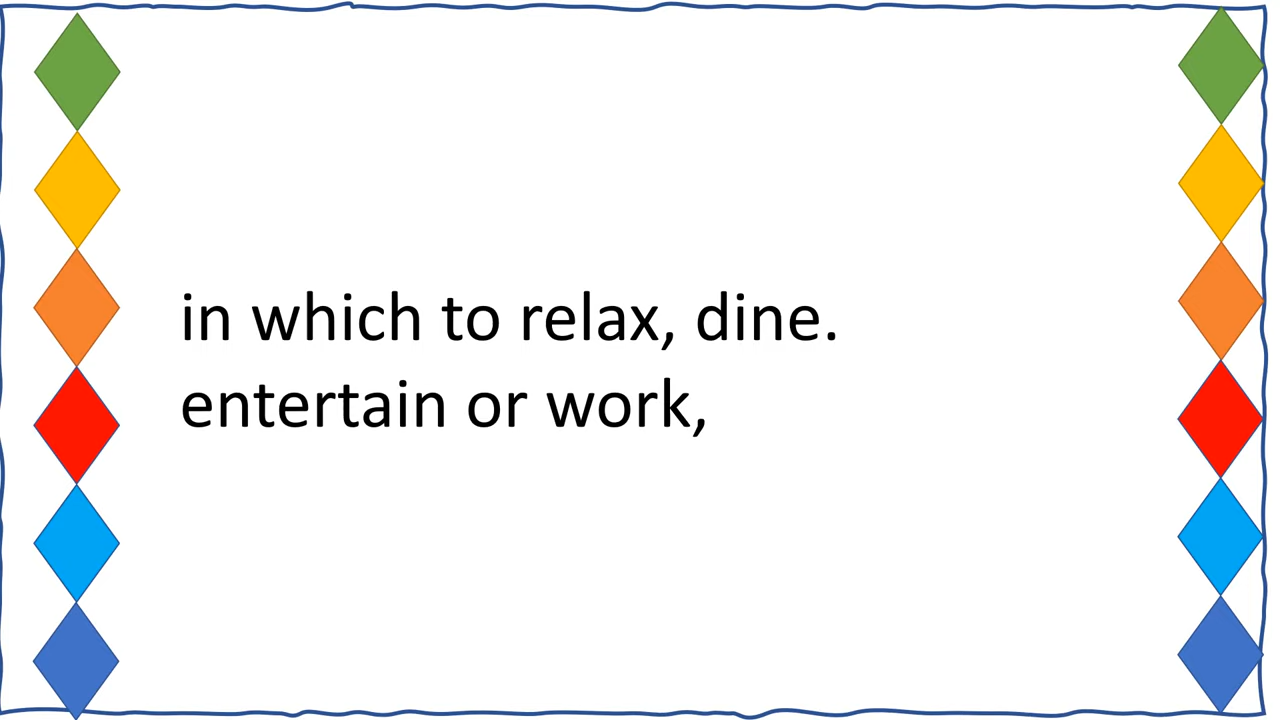 in which to relax, dine.
entertain or work,